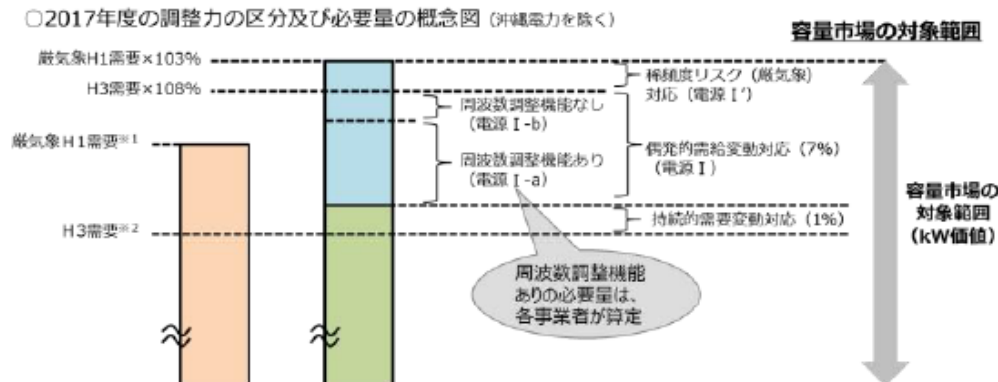 ○2017年度の調整力の区分及び必要量の概念図 (沖縄電力を除く)
容量市場の対象範囲
厳気象H1需要×103%
稀頻度リスク(厳気象)
対応(電源Ⅰ´)
H3需要×108%
周波数調整機能なし
(電源Ⅰ-b)
厳気象H1需要※1
偶発的需給変動対応(7%)
(電源Ⅰ)
周波数調整機能あり
(電源Ⅰ-a)
容量市場の
対象範囲
(kW価値)
持続的需要変動対応(1%)
H3需要※2
周波数調整機能
ありの必要量は、
各事業者が算定